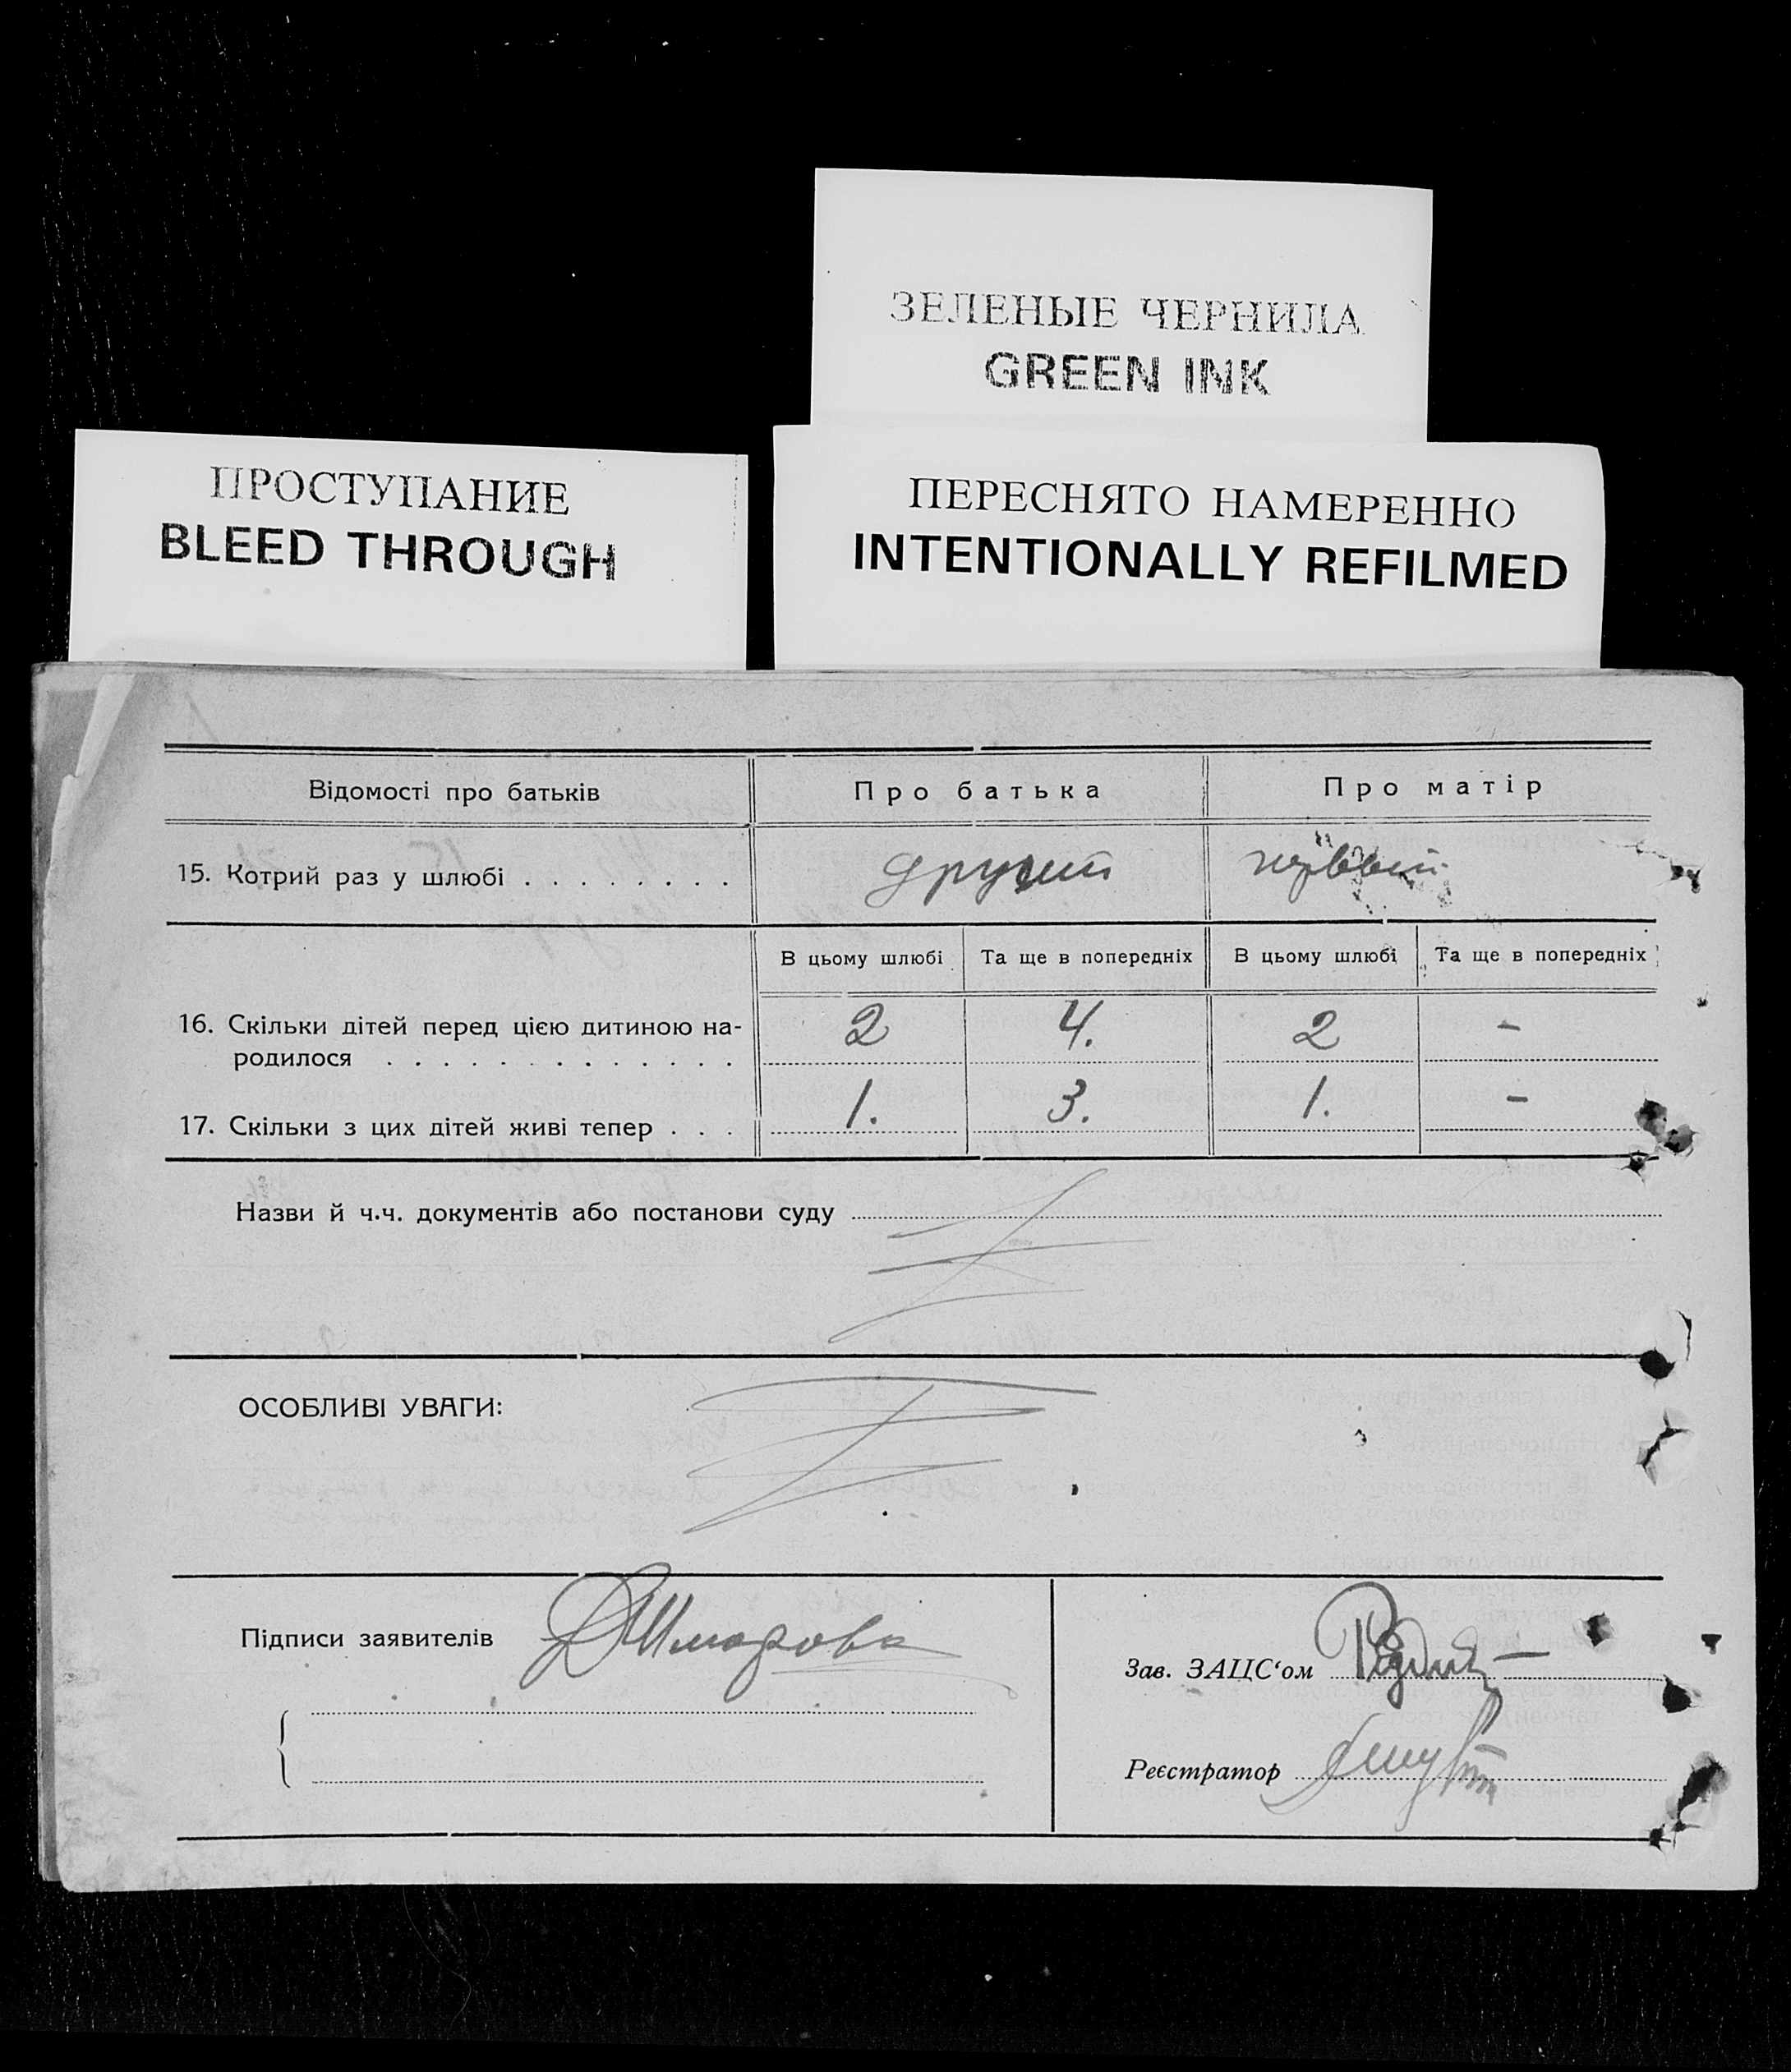 ЗЕЛЕНЫЕ ЧЕРНИЛА
GREEN INK
ПРОСТУПАНИЕ
BLEED THROUGH
ПЕРЕСНЯТО НАМЕРЕННО
INTENTIONALLY REFILMED
Відомості про батьків Про батька Про матір
15. Котрий раз у шлюбі . . . . . . . . другий
В цьому шлюбі Та ще в попередніх В цьому шлюбі Та ще в попередніх
16. Скільки дітей перед цією дитиною на- 2 4. 2 -
родилося . . . . . . . . . . . . .
17. Скільки з цих дітей живі тепер . . . 1. 3. 1. -
Назви й ч.ч. документів або постанови суду
ОСОБЛИВІ УВАГИ:
Підписи заявителів ДШмарова
Зав. ЗАЦС‘ом
Реєстратор